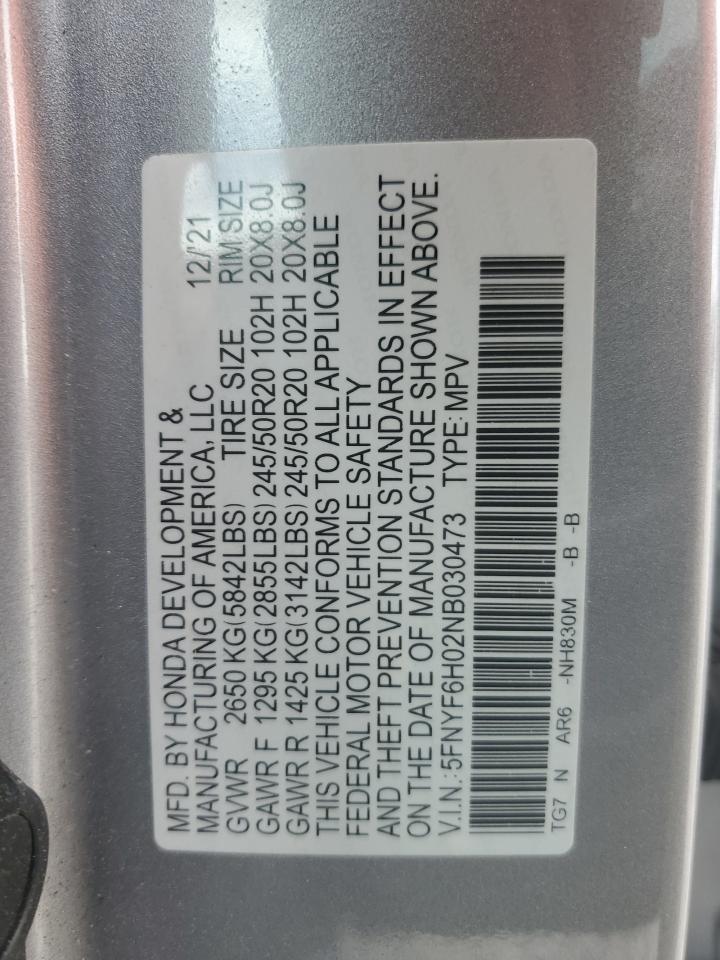 MFD. BY HONDA DEVELOPMENT &
MANUFACTURING OF AMERICA, LLC 12/'21
GVWR 2650 KG(5842LBS) TIRE SIZE RIM SIZE
GAWR F 1295 KG(2855LBS) 245/50R20 102H 20X8.0J
GAWR R 1425 KG(3142LBS) 245/50R20 102H 20X8.0J
THIS VEHICLE CONFORMS TO ALL APPLICABLE
FEDERAL MOTOR VEHICLE SAFETY
AND THEFT PREVENTION STANDARDS IN EFFECT
ON THE DATE OF MANUFACTURE SHOWN ABOVE.
V.I.N.:5FNYF6H02NB030473 TYPE:MPV
TG7 N AR6 -NH830M -B -B